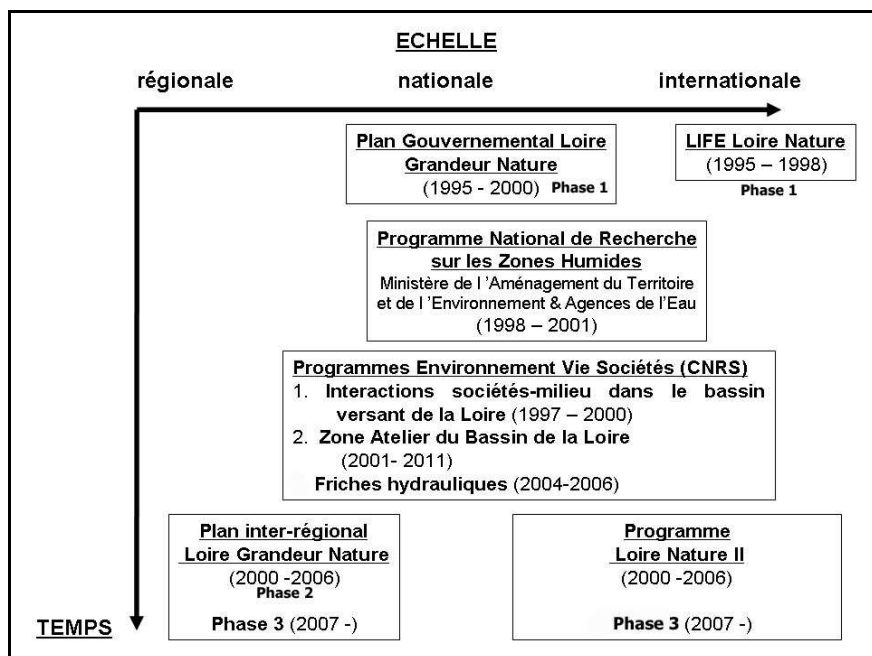 ECHELLE
régionale nationale internationale
Plan Gouvernemental Loire
Grandeur Nature
(1995 - 2000) Phase 1
LIFE Loire Nature
(1995 – 1998)
Phase 1
Programme National de Recherche
sur les Zones Humides
Ministère de l 'Aménagement du Territoire
et de l 'Environnement & Agences de l'Eau
(1998 – 2001)
Programmes Environnement Vie Sociétés (CNRS)
1. Interactions sociétés-milieu dans le bassin
versant de la Loire (1997 – 2000)
2. Zone Atelier du Bassin de la Loire
(2001- 2011)
Friches hydrauliques (2004-2006)
Plan inter-régional
Loire Grandeur Nature
(2000 -2006)
Phase 2
Phase 3 (2007 -)
Programme
Loire Nature II
(2000 -2006)
Phase 3 (2007 -)
TEMPS